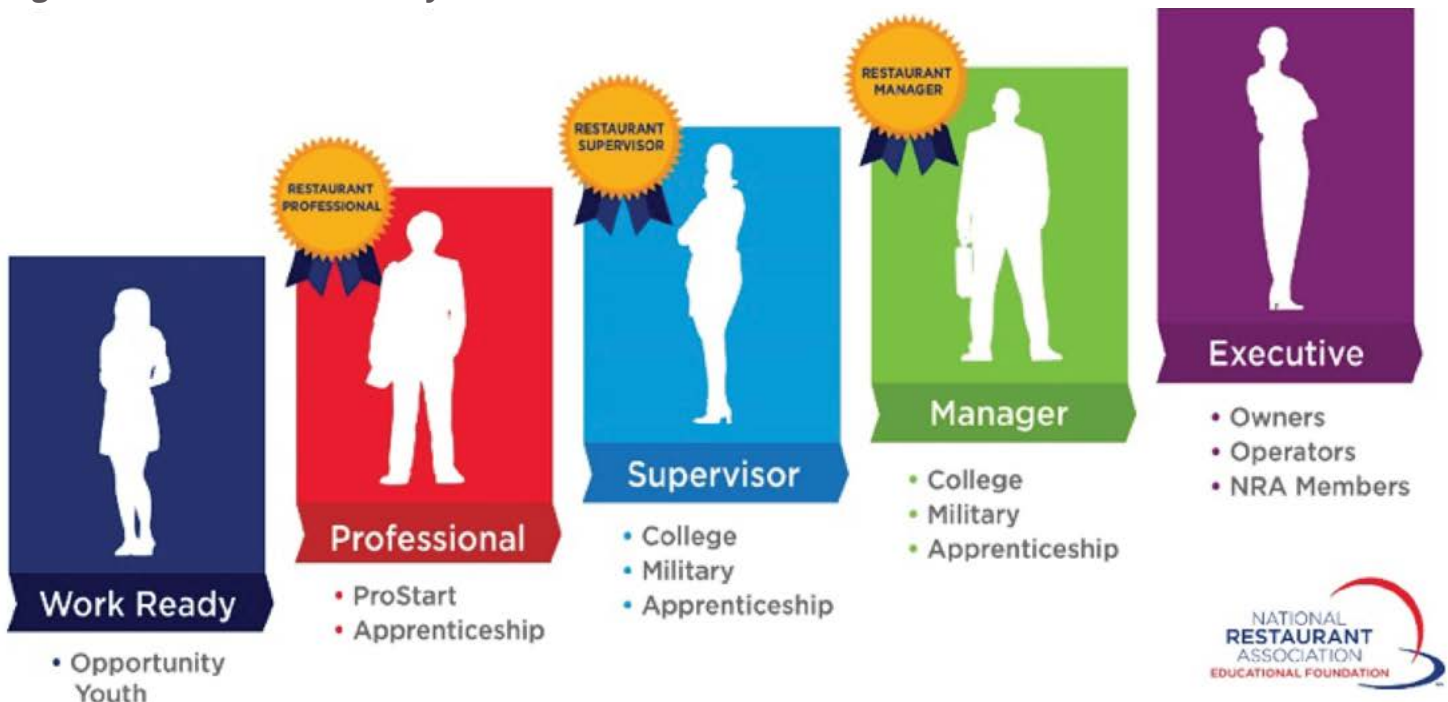 RESTAURANT
PROFESSIONAL
RESTAURANT
SUPERVISOR
RESTAURANT
MANAGER
Work Ready
• Opportunity
Youth
Professional
• ProStart
• Apprenticeship
Supervisor
• College
• Military
• Apprenticeship
Manager
• College
• Military
• Apprenticeship
Executive
• Owners
• Operators
• NRA Members
NATIONAL
RESTAURANT
ASSOCIATION
EDUCATIONAL FOUNDATION